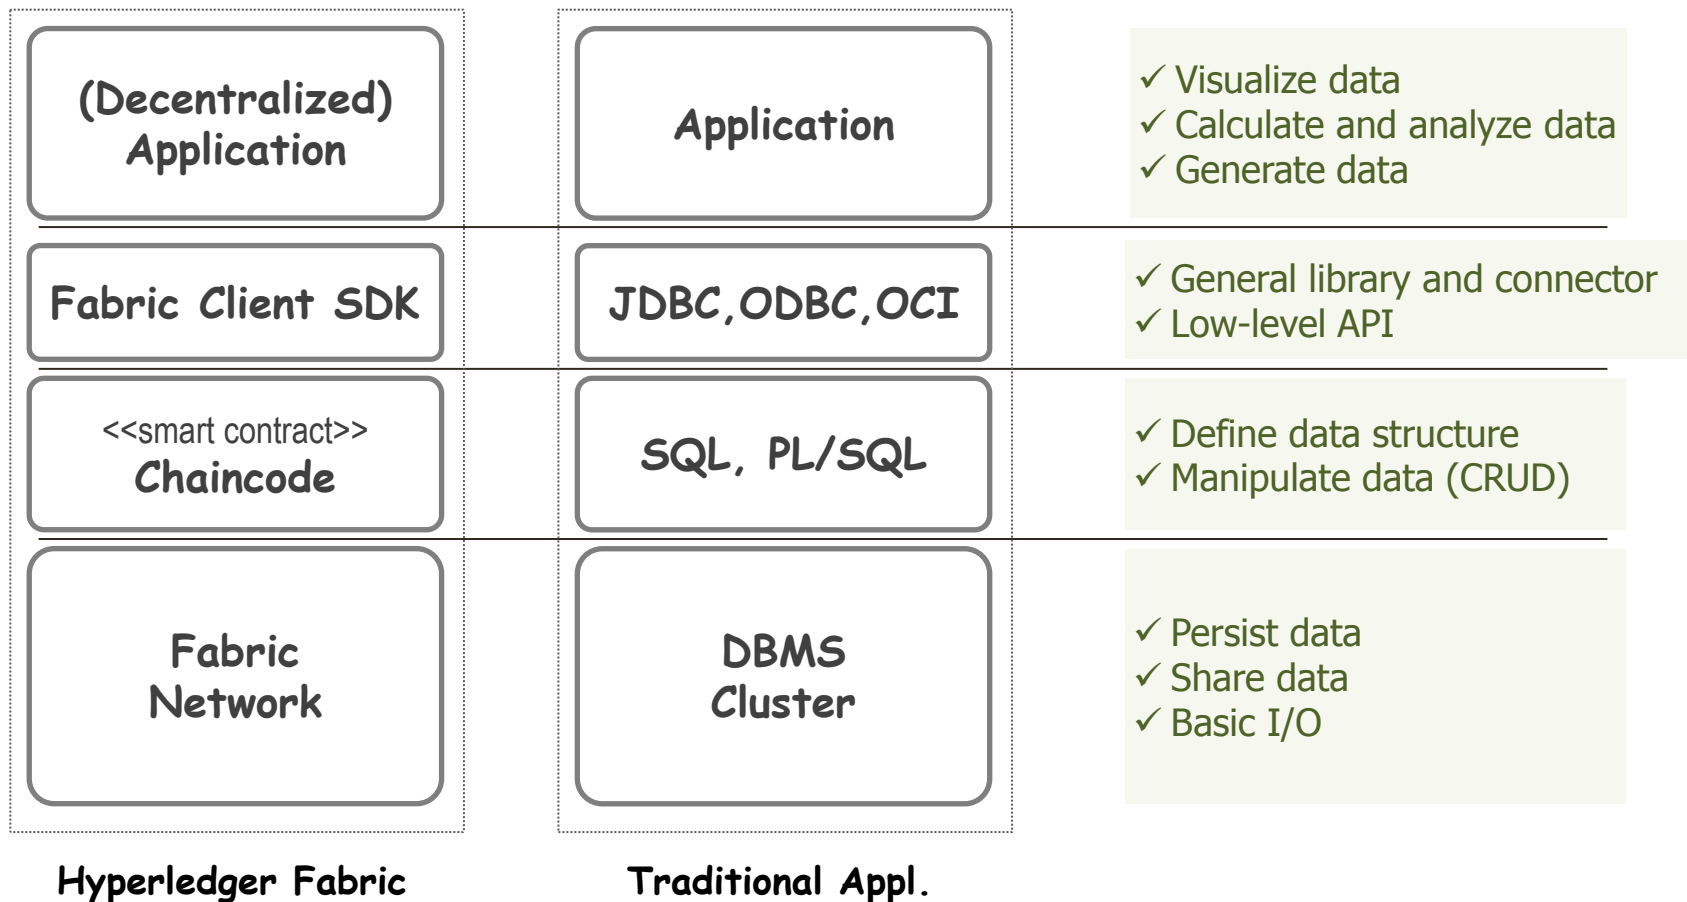 (Decentralized)
Application
Application
✓ Visualize data
✓ Calculate and analyze data
✓ Generate data
Fabric Client SDK
JDBC,ODBC,OCI
✓ General library and connector
✓ Low-level API
<<smart contract>>
Chaincode
SQL, PL/SQL
✓ Define data structure
✓ Manipulate data (CRUD)
Fabric
Network
DBMS
Cluster
✓ Persist data
✓ Share data
✓ Basic I/O
Hyperledger Fabric
Traditional Appl.